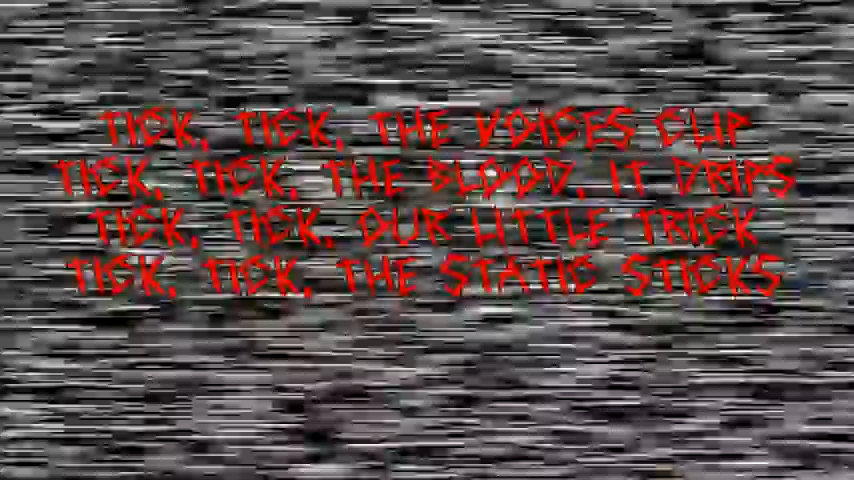 TICK, TICK, THE VOICES CLIP
TICK, TICK, THE BLOOD, IT DRIPS
TICK, TICK, OUR LITTLE TRICK
TICK, TICK, THE STATIC STICKS